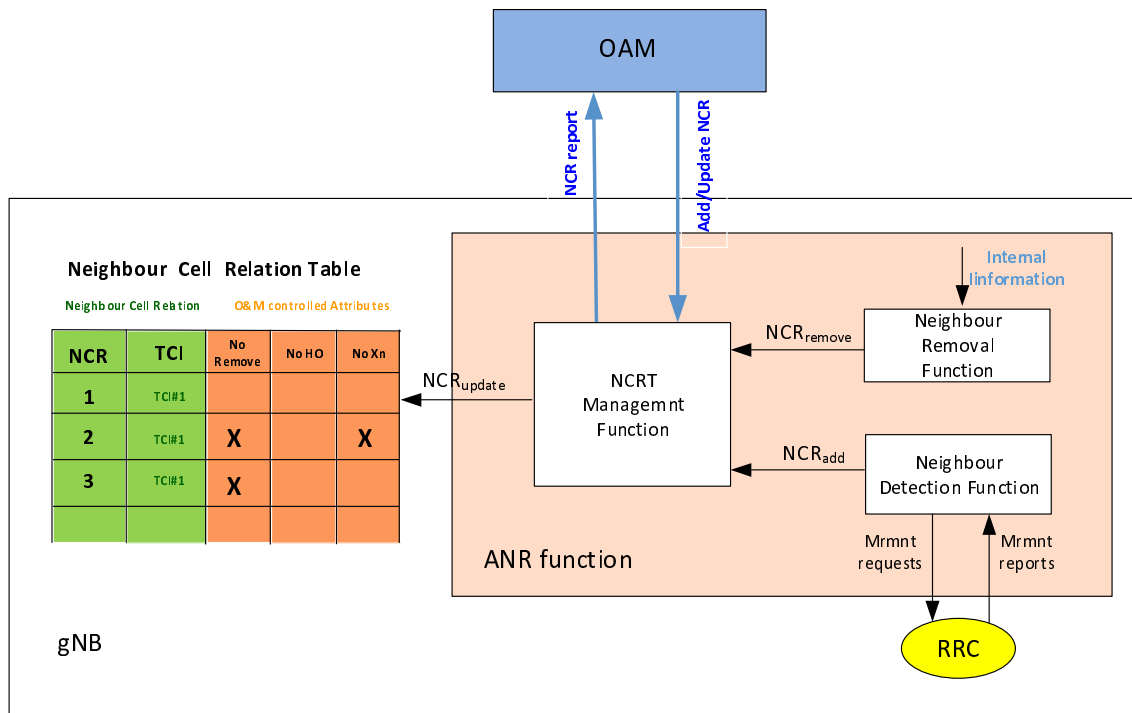 OAM
NCR report
Add/Update NCR
Neighbour Cell Relation Table
Neighbour Cell Relation
O&M controlled Attributes
NCR
TCI
No
Remove
No HO
No Xn
1
TCI#1
2
TCI#1
X
X
3
TCI#1
X
NCRupdate
NCRT
Managemnt
Function
NCRremove
NCRadd
Internal
Iinformation
Neighbour
Removal
Function
Neighbour
Detection Function
Mrmnt
requests
Mrmnt
reports
ANR function
RRC
gNB